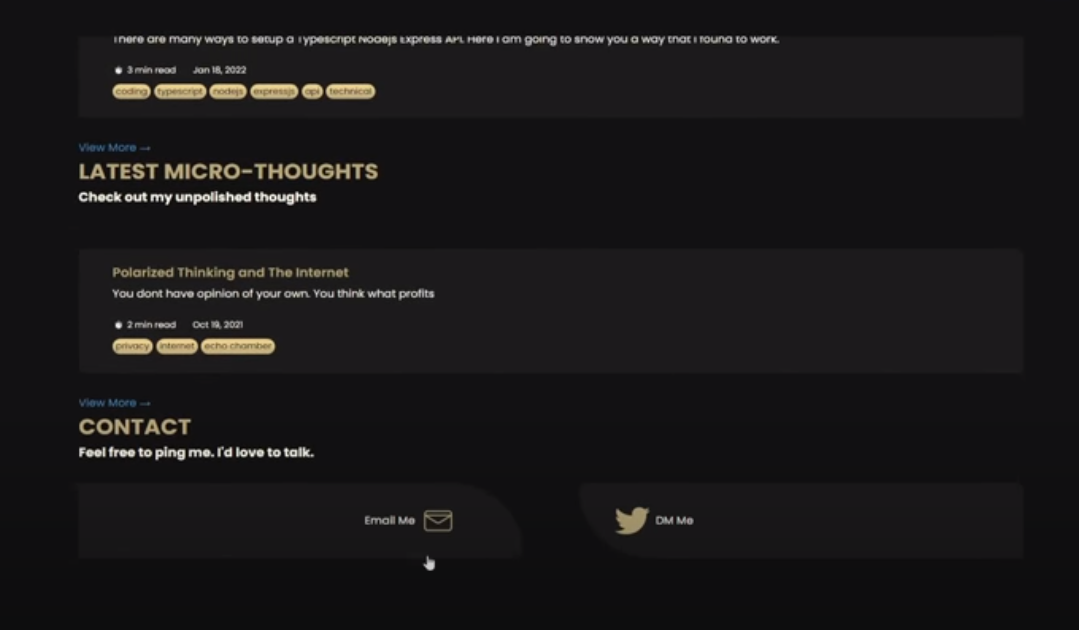 There are many ways to setup a Typescript Nodejs Express API. Here I am going to show you a way that i found to work.
3 min read Jan 18, 2022
coding typescript nodejs expressjs api technical
View More →
LATEST MICRO-THOUGHTS
Check out my unpolished thoughts
Polarized Thinking and The Internet
You dont have opinion of your own. You think what profits
2 min read Oct 19, 2021
privacy internet echo chamber
View More →
CONTACT
Feel free to ping me. I'd love to talk.
Email Me DM Me